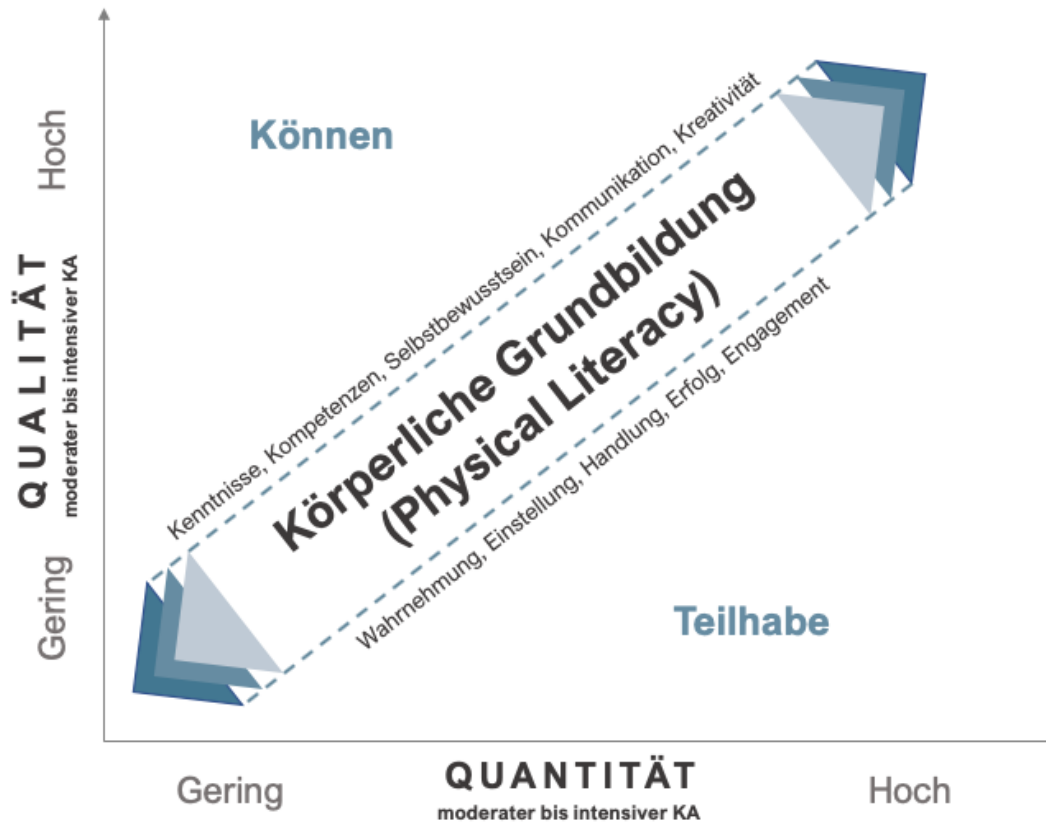 Hoch
QUALITÄT
moderater bis intensiver KA
Gering
Können
Kenntnisse, Kompetenzen, Selbstbewusstsein, Kommunikation, Kreativität
Körperliche Grundbildung
(Physical Literacy)
Wahrnehmung, Einstellung, Handlung, Erfolg, Engagement
Teilhabe
Gering
QUANTITÄT
moderater bis intensiver KA
Hoch